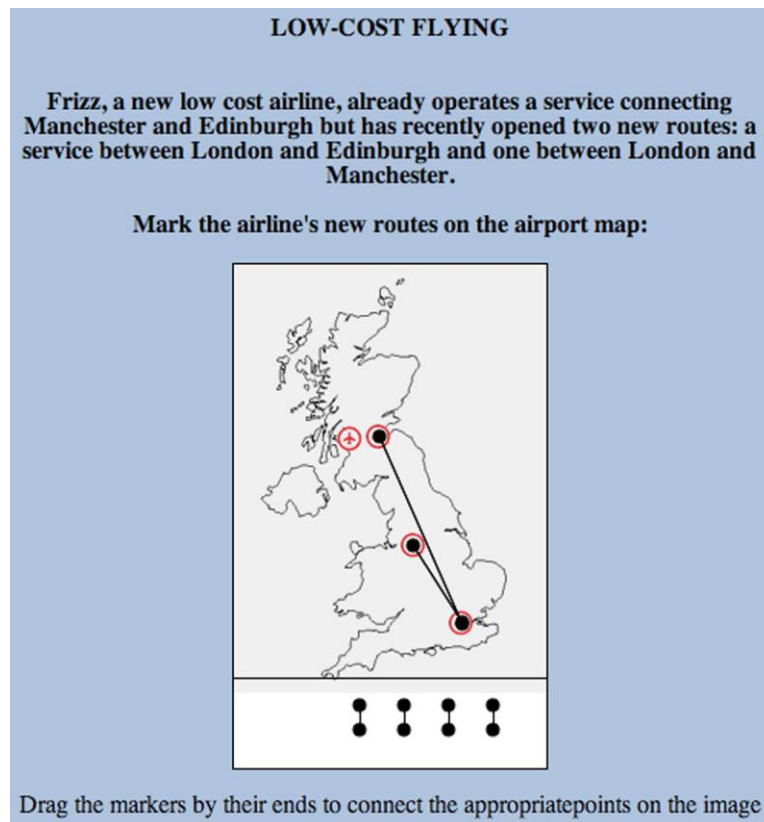 LOW-COST FLYING
Frizz, a new low cost airline, already operates a service connecting
Manchester and Edinburgh but has recently opened two new routes: a
service between London and Edinburgh and one between London and
Manchester.
Mark the airline's new routes on the airport map:
Drag the markers by their ends to connect the appropriatepoints on the image